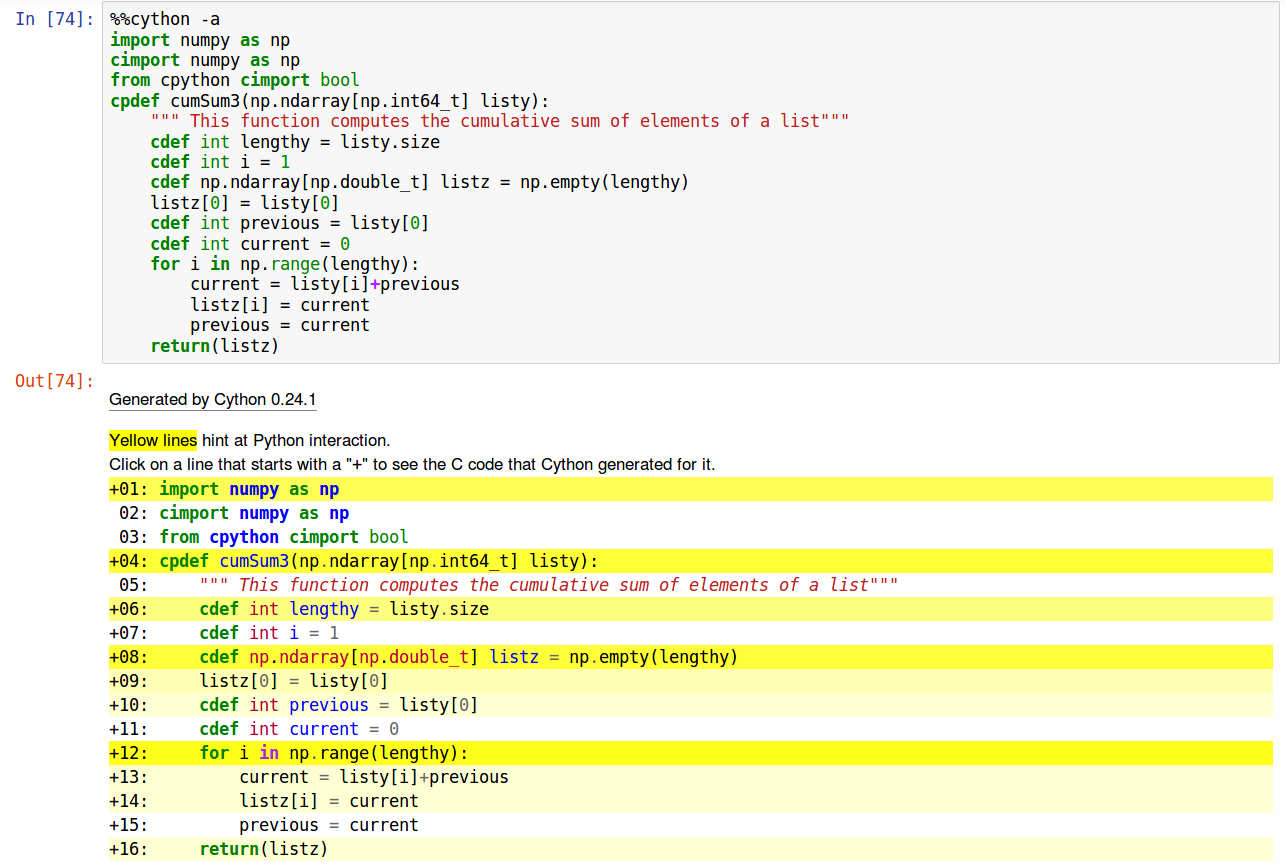 In [74]: %%cython -a
import numpy as np
cimport numpy as np
from cpython cimport bool
cpdef cumSum3(np.ndarray[np.int64_t] listy):
    """ This function computes the cumulative sum of elements of a list"""
    cdef int lengthy = listy.size
    cdef int i = 1
    cdef np.ndarray[np.double_t] listz = np.empty(lengthy)
    listz[0] = listy[0]
    cdef int previous = listy[0]
    cdef int current = 0
    for i in np.range(lengthy):
        current = listy[i]+previous
        listz[i] = current
        previous = current
    return(listz)
Out[74]:
Generated by Cython 0.24.1
Yellow lines hint at Python interaction.
Click on a line that starts with a "+" to see the C code that Cython generated for it.
+01: import numpy as np
 02: cimport numpy as np
 03: from cpython cimport bool
+04: cpdef cumSum3(np.ndarray[np.int64_t] listy):
 05:     """ This function computes the cumulative sum of elements of a list"""
+06:     cdef int lengthy = listy.size
+07:     cdef int i = 1
+08:     cdef np.ndarray[np.double_t] listz = np.empty(lengthy)
+09:     listz[0] = listy[0]
+10:     cdef int previous = listy[0]
+11:     cdef int current = 0
+12:     for i in np.range(lengthy):
+13:         current = listy[i]+previous
+14:         listz[i] = current
+15:         previous = current
+16:     return(listz)